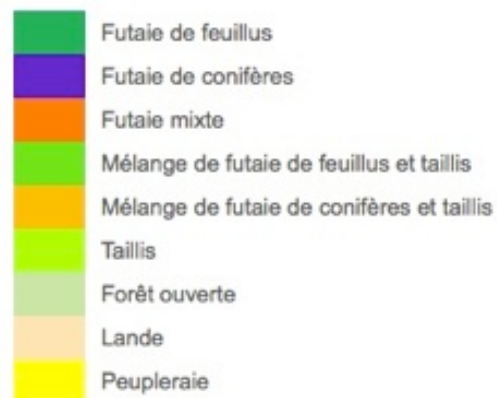 Futaie de feuillus
Futaie de conifères
Futaie mixte
Mélange de futaie de feuillus et taillis
Mélange de futaie de conifères et taillis
Taillis
Forêt ouverte
Lande
Peupleraie